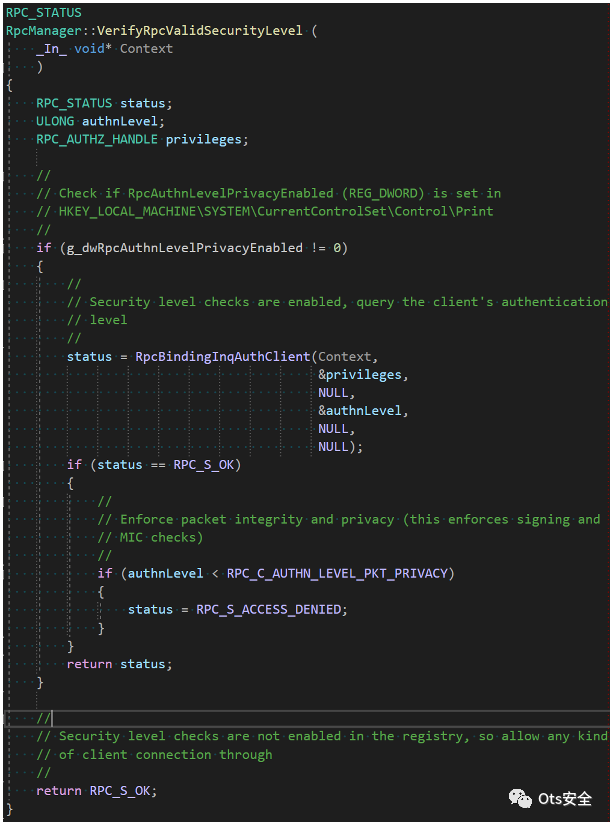 RPC_STATUS
RpcManager::VerifyRpcValidSecurityLevel (
    _In_ void* Context
    )
{
    RPC_STATUS status;
    ULONG authnLevel;
    RPC_AUTHZ_HANDLE privileges;

    //
    // Check if RpcAuthnLevelPrivacyEnabled (REG_DWORD) is set in
    // HKEY_LOCAL_MACHINE\SYSTEM\CurrentControlSet\Control\Print
    //
    if (g_dwRpcAuthnLevelPrivacyEnabled != 0)
    {
        //
        // Security level checks are enabled, query the client's authentication
        // level
        //
        status = RpcBindingInqAuthClient(Context,
                                         &privileges,
                                         NULL,
                                         &authnLevel,
                                         NULL,
                                         NULL);
        if (status == RPC_S_OK)
        {
            //
            // Enforce packet integrity and privacy (this enforces signing and
            // MIC checks)
            //
            if (authnLevel < RPC_C_AUTHN_LEVEL_PKT_PRIVACY)
            {
                status = RPC_S_ACCESS_DENIED;
            }
        }
        return status;
    }

    //
    // Security level checks are not enabled in the registry, so allow any kind
    // of client connection through
    //
    return RPC_S_OK;
}
Ots安全